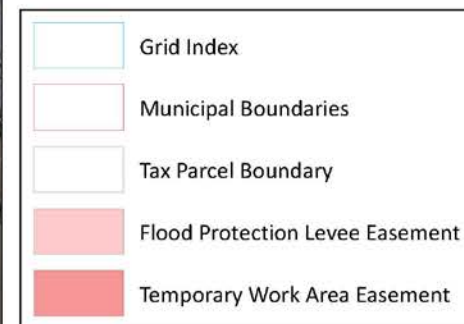 Grid Index
Municipal Boundaries
Tax Parcel Boundary
Flood Protection Levee Easement
Temporary Work Area Easement